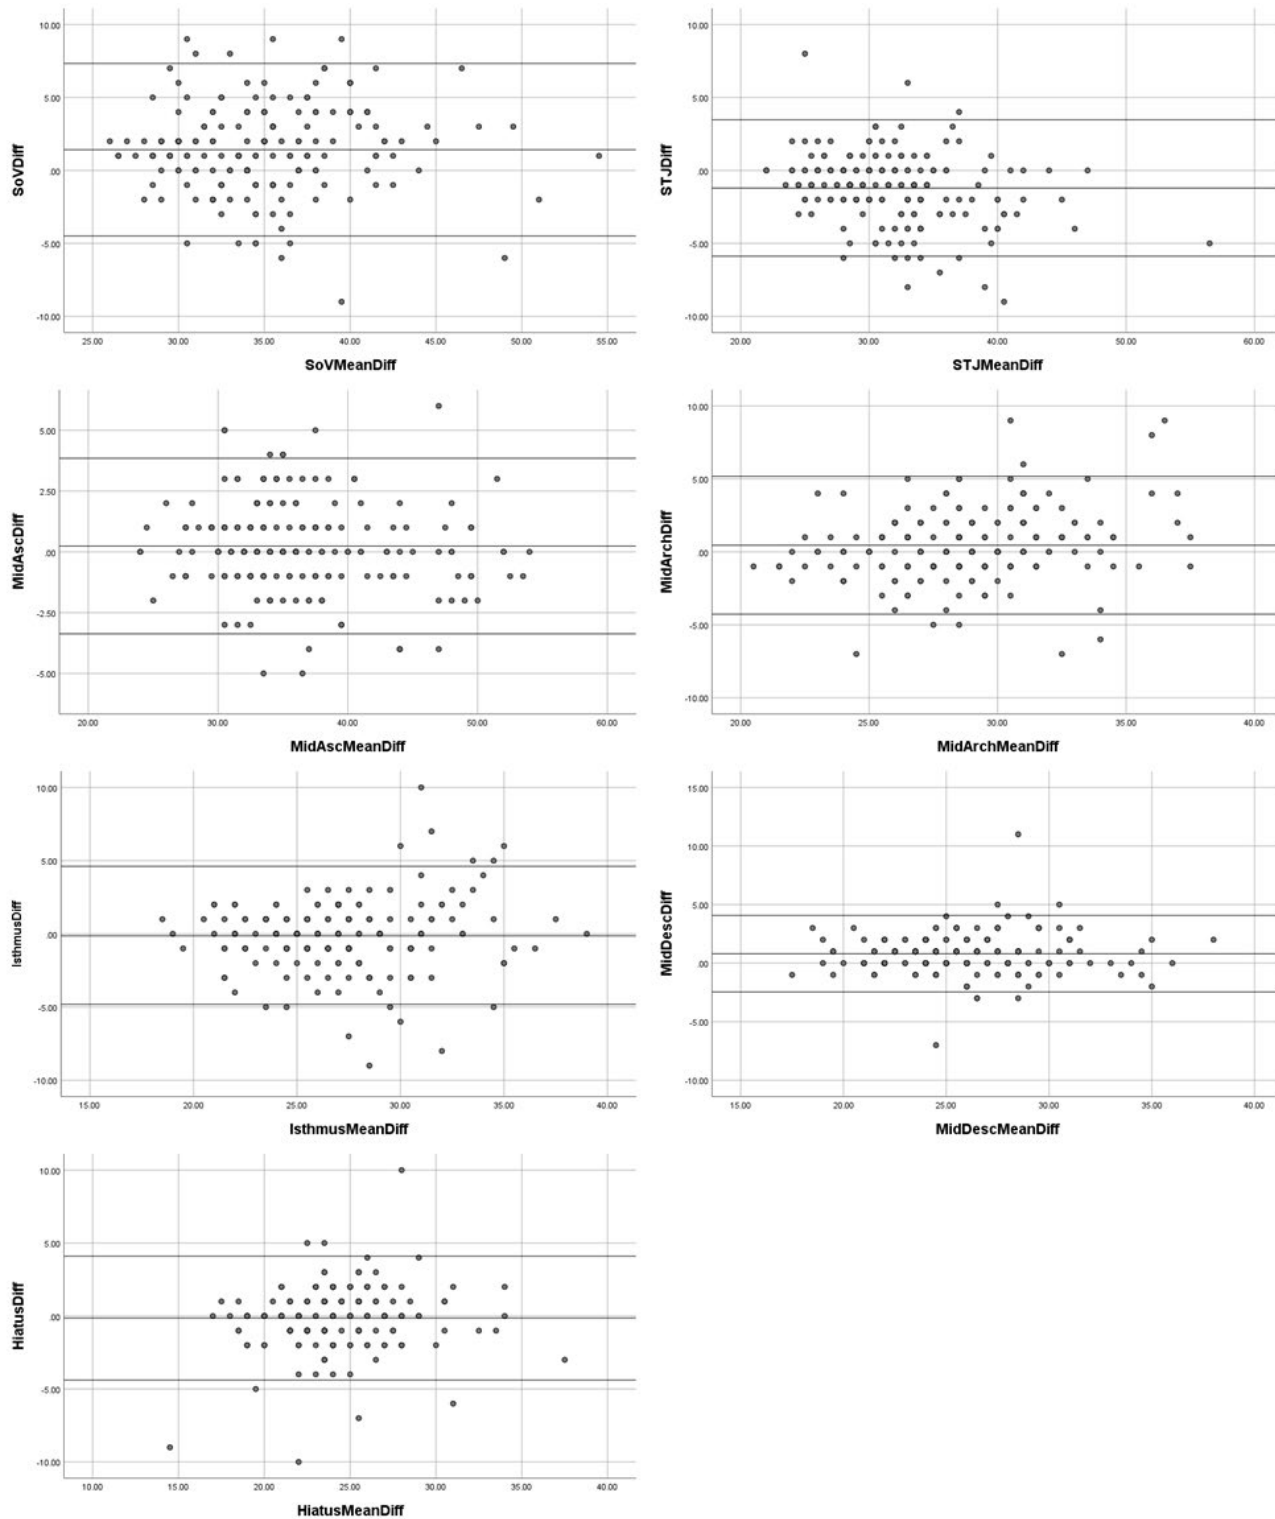 10.00
5.00
.00
-5.00
-10.00
SoVDiff
25.00 30.00 35.00 40.00 45.00 50.00 55.00
SoVMeanDiff
10.00
5.00
.00
-5.00
-10.00
STJDiff
20.00 30.00 40.00 50.00 60.00
STJMeanDiff
5.00
2.50
.00
-2.50
-5.00
MidAscDiff
20.00 30.00 40.00 50.00 60.00
MidAscMeanDiff
10.00
5.00
.00
-5.00
-10.00
MidArchDiff
20.00 25.00 30.00 35.00 40.00
MidArchMeanDiff
10.00
5.00
.00
-5.00
-10.00
IsthmusDiff
15.00 20.00 25.00 30.00 35.00 40.00
IsthmusMeanDiff
15.00
10.00
5.00
.00
-5.00
-10.00
MidDescDiff
15.00 20.00 25.00 30.00 35.00 40.00
MidDescMeanDiff
10.00
5.00
.00
-5.00
-10.00
HiatusDiff
10.00 15.00 20.00 25.00 30.00 35.00 40.00
HiatusMeanDiff